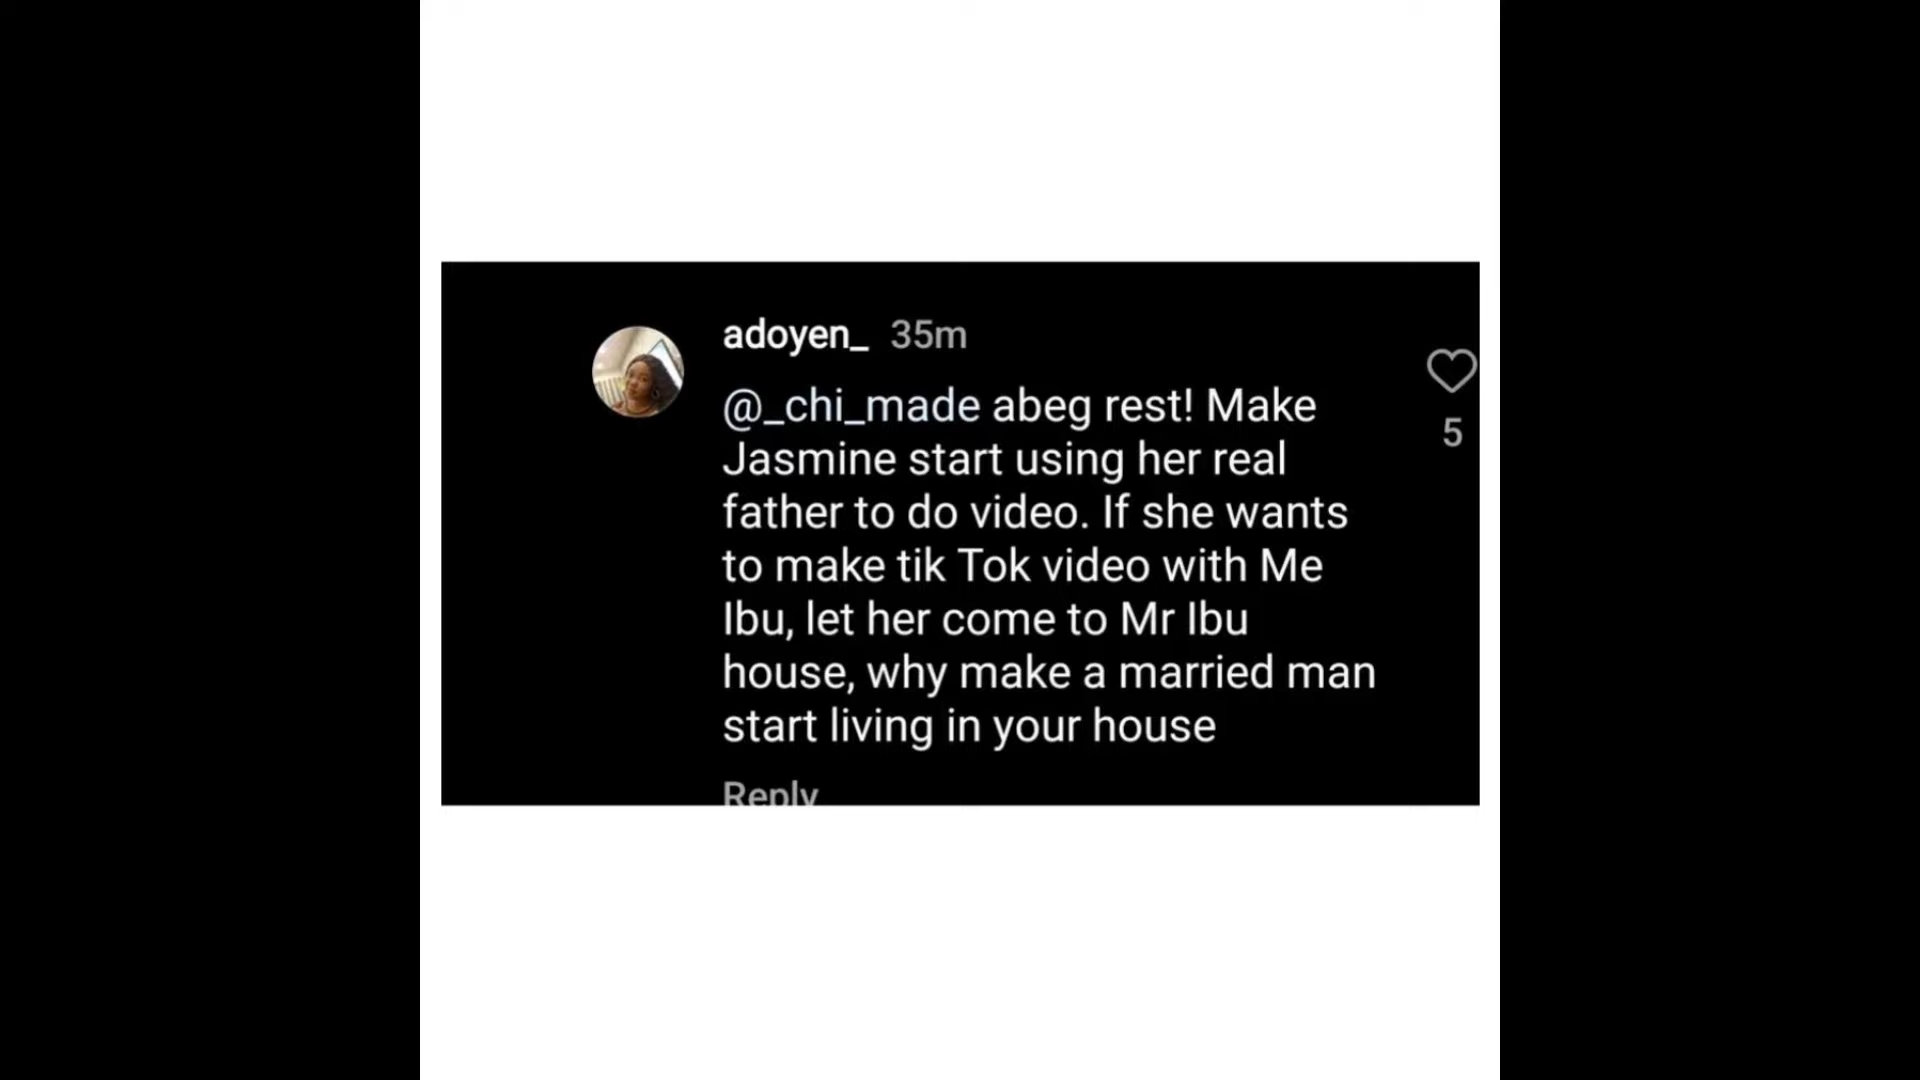 adoyen_ 35m
@_chi_made abeg rest! Make
Jasmine start using her real
father to do video. If she wants
to make tik Tok video with Me
Ibu, let her come to Mr Ibu
house, why make a married man
start living in your house
5
Reply